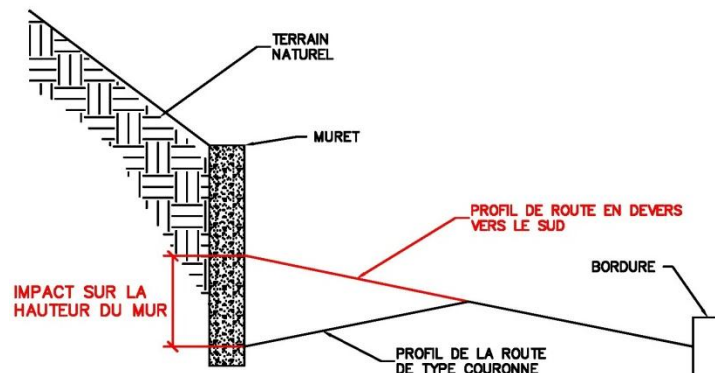 TERRAIN
NATUREL
MURET
PROFIL DE ROUTE EN DEVERS
VERS LE SUD
BORDURE
IMPACT SUR LA
HAUTEUR DU MUR
PROFIL DE LA ROUTE
DE TYPE COURONNE